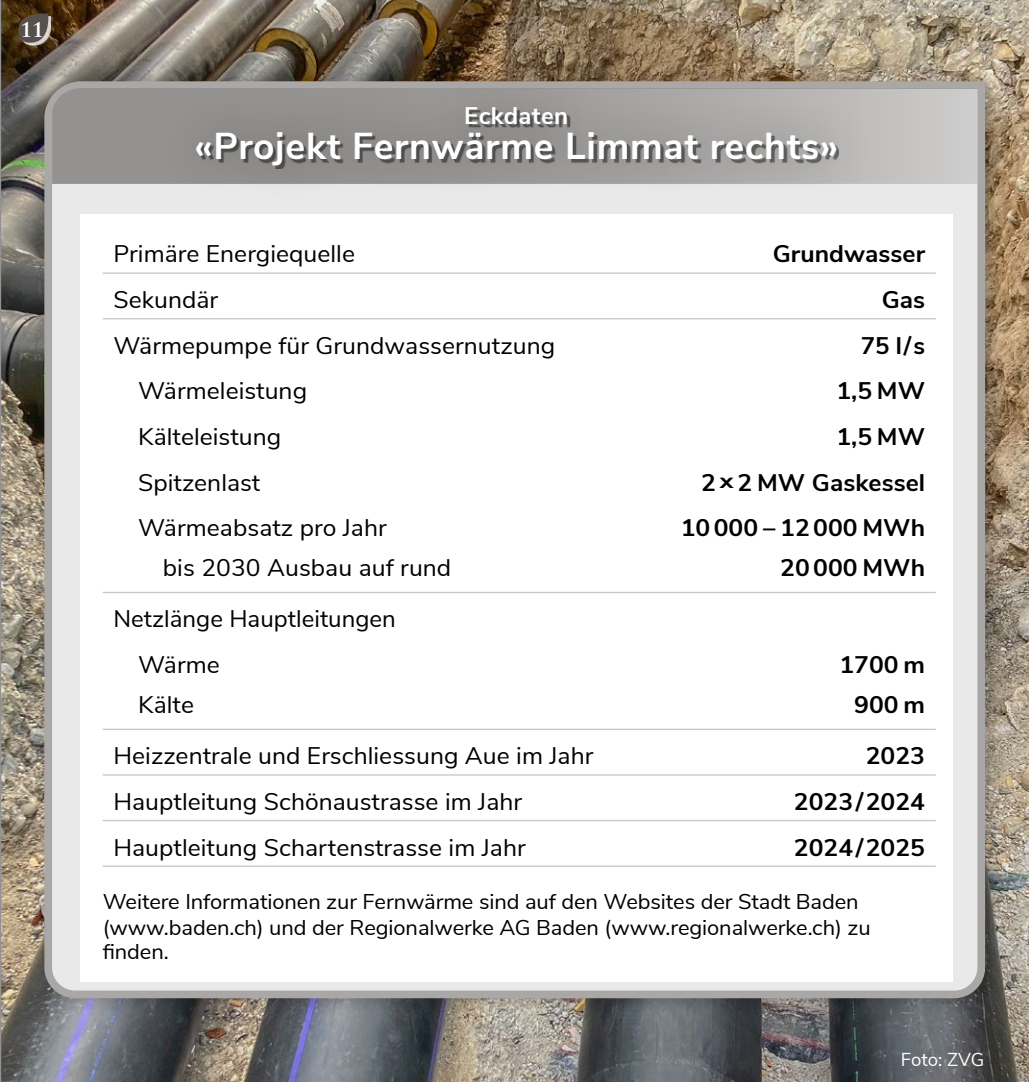 11
Eckdaten
«Projekt Fernwärme Limmat rechts»
Primäre Energiequelle Grundwasser
Sekundär Gas
Wärmepumpe für Grundwassernutzung 75 l/s
Wärmeleistung 1,5 MW
Kälteleistung 1,5 MW
Spitzenlast 2 × 2 MW Gaskessel
Wärmeabsatz pro Jahr 10 000 – 12 000 MWh
bis 2030 Ausbau auf rund 20 000 MWh
Netzlänge Hauptleitungen
Wärme 1700 m
Kälte 900 m
Heizzentrale und Erschliessung Aue im Jahr 2023
Hauptleitung Schönaustrasse im Jahr 2023/2024
Hauptleitung Schartenstrasse im Jahr 2024/2025
Weitere Informationen zur Fernwärme sind auf den Websites der Stadt Baden
(www.baden.ch) und der Regionalwerke AG Baden (www.regionalwerke.ch) zu
finden.
Foto: ZVG